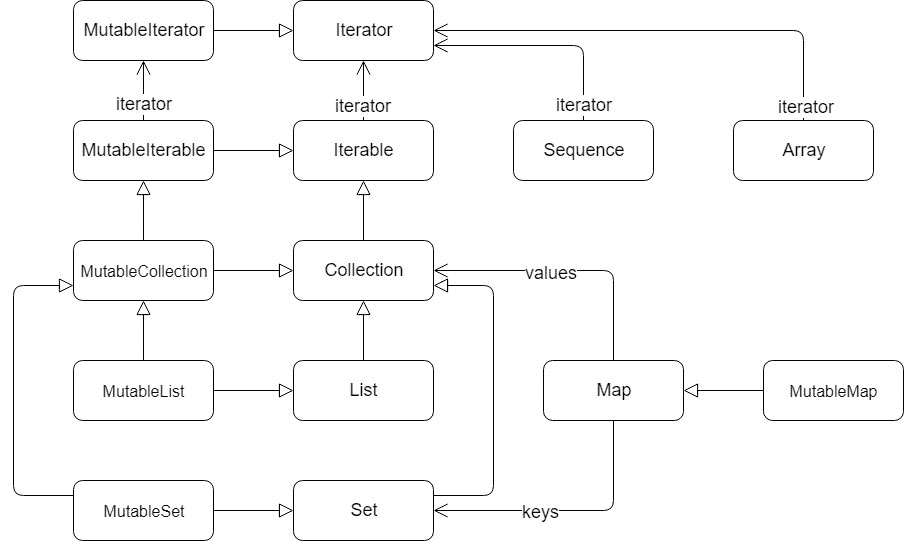 MutableIterator
Iterator
iterator
iterator
iterator
iterator
MutableIterable
Iterable
Sequence
Array
MutableCollection
Collection
values
MutableList
List
Map
MutableMap
MutableSet
Set
keys